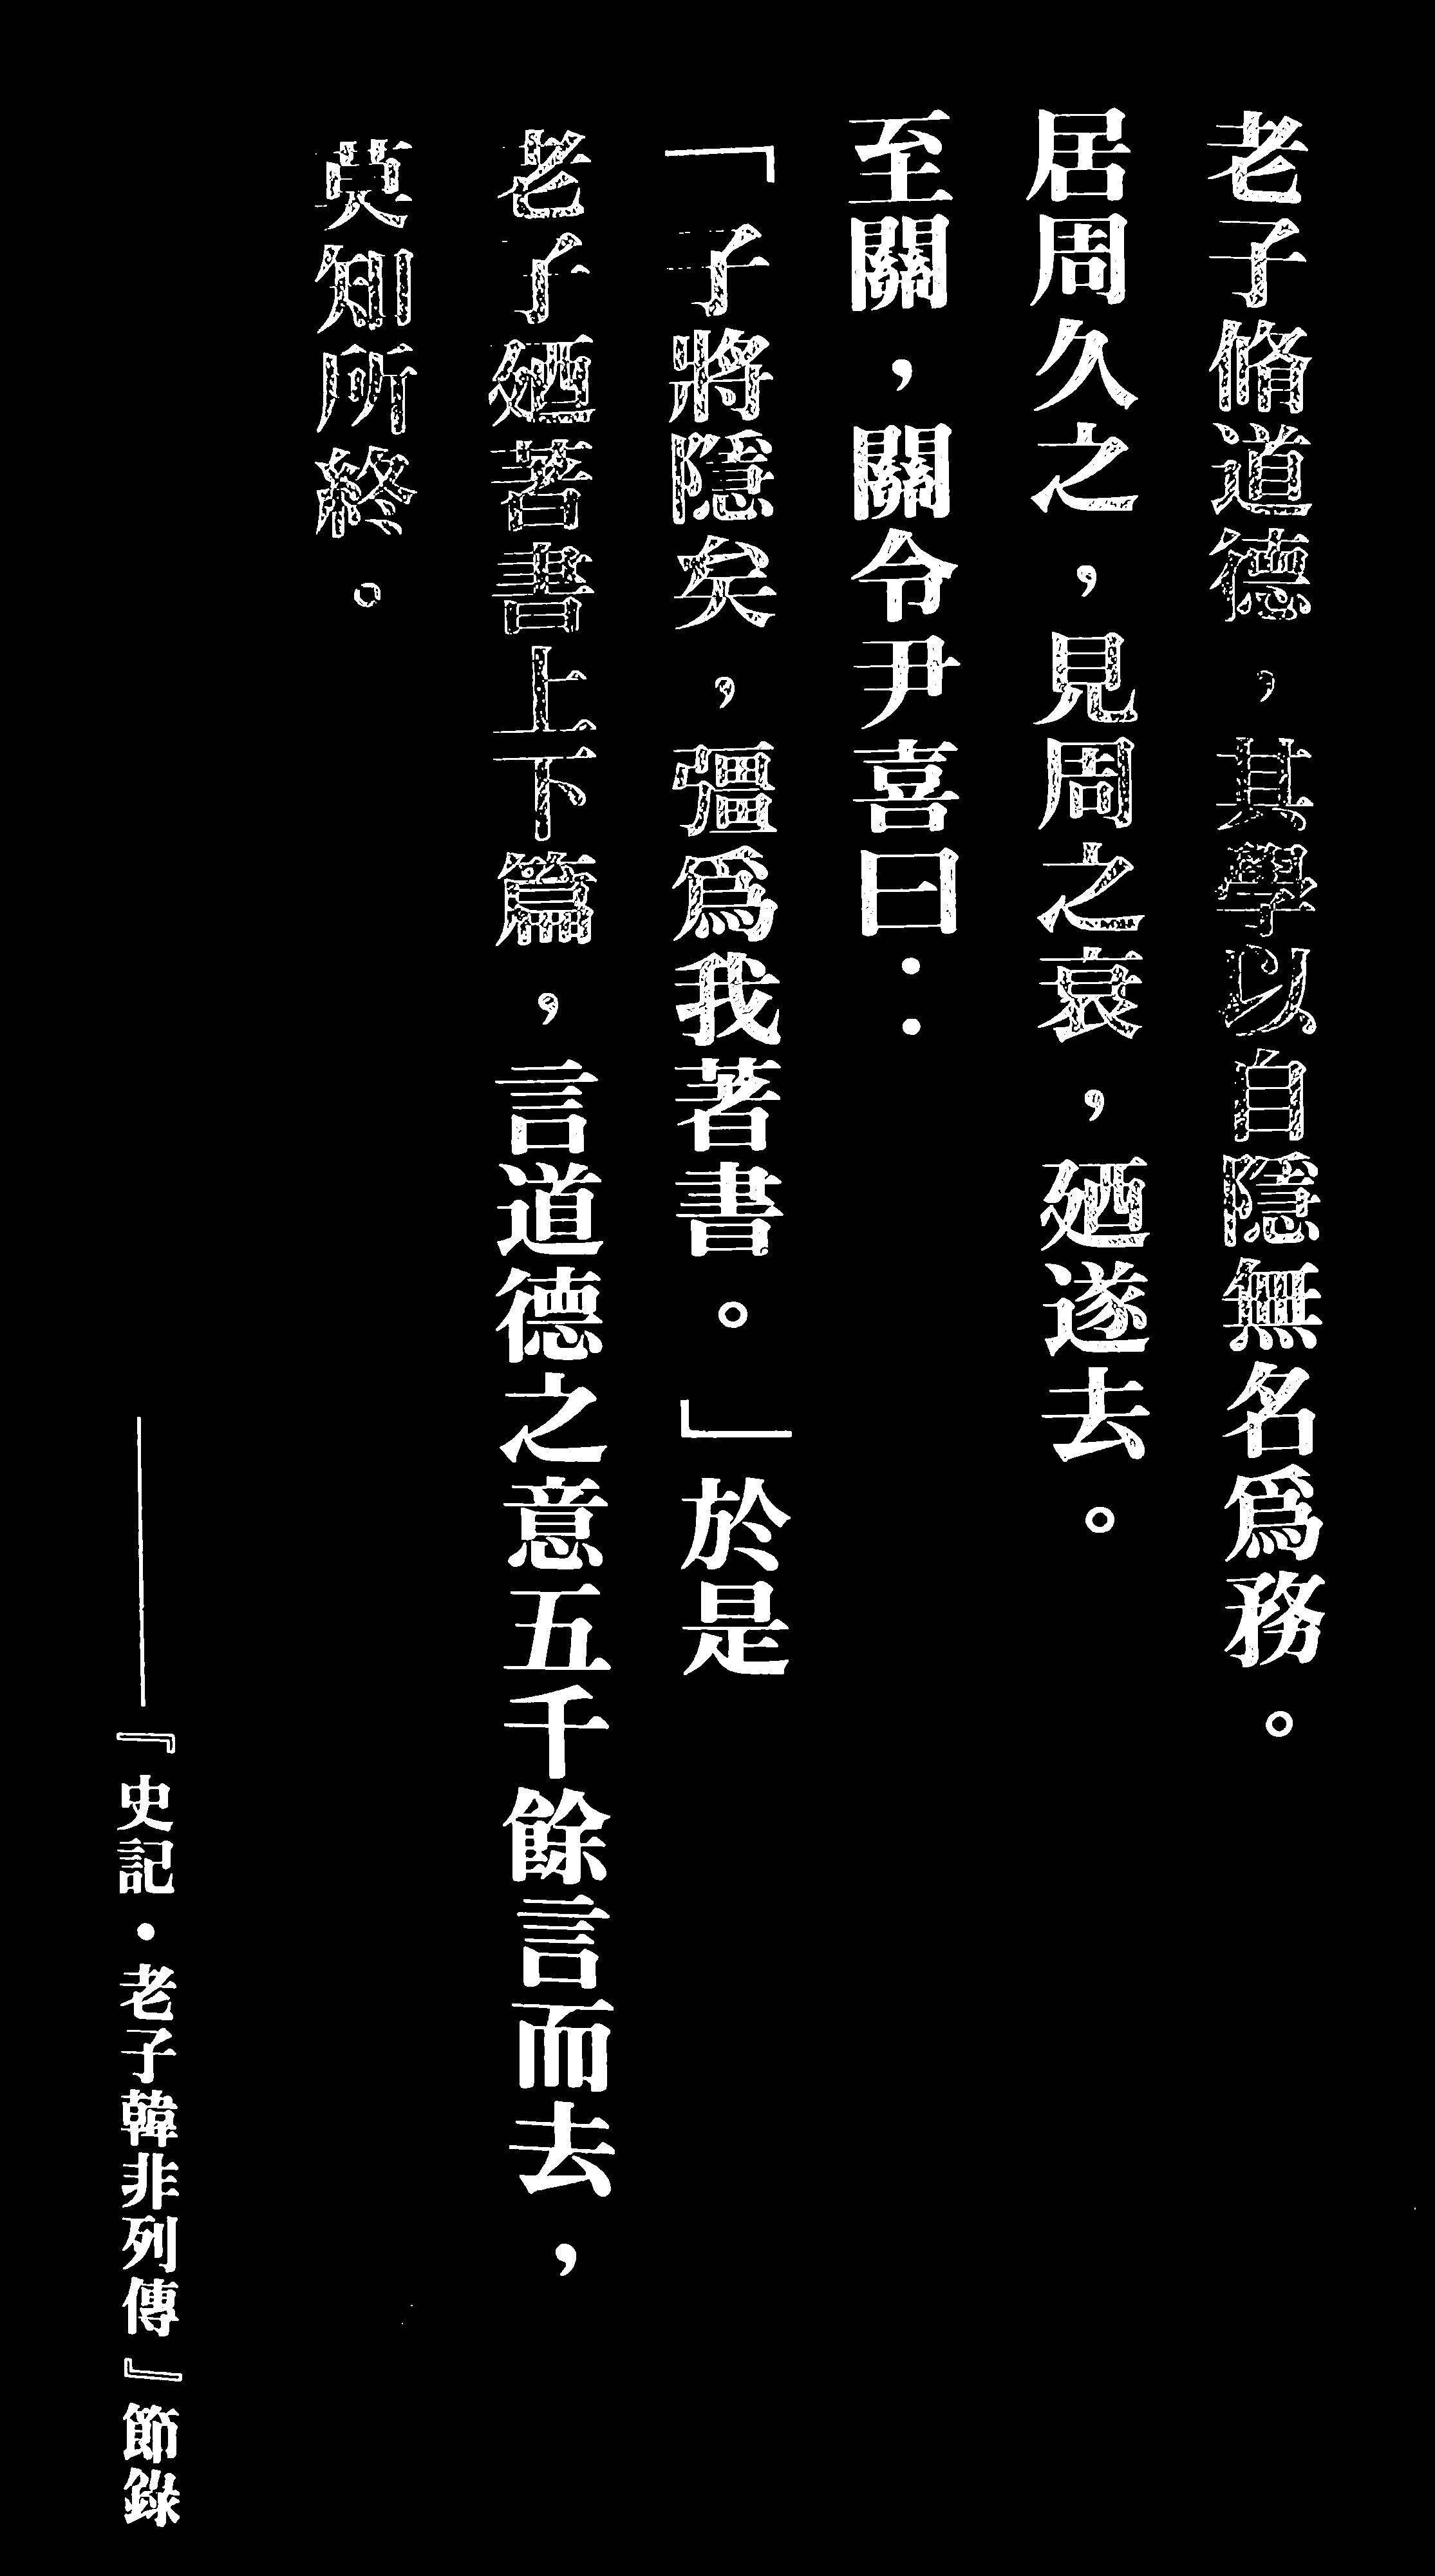 老子脩道德，其學以自隱無名爲務。
居周久之，見周之衰，廼遂去。
至關，關令尹喜曰：
「子將隱矣，彊爲我著書。」於是
老子廼著書上下篇，言道德之意五千餘言而去，
莫知所終。
——『史記・老子韓非列傳』節錄